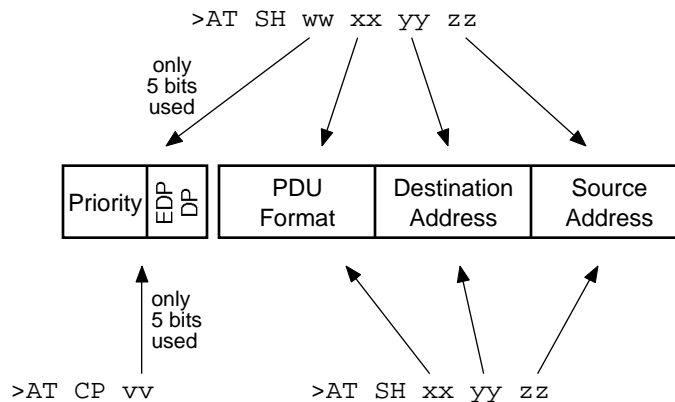 >AT SH ww xx yy zz
only
5 bits
used
Priority
EDP
DP
PDU
Format
Destination
Address
Source
Address
only
5 bits
used
>AT CP vv
>AT SH xx yy zz